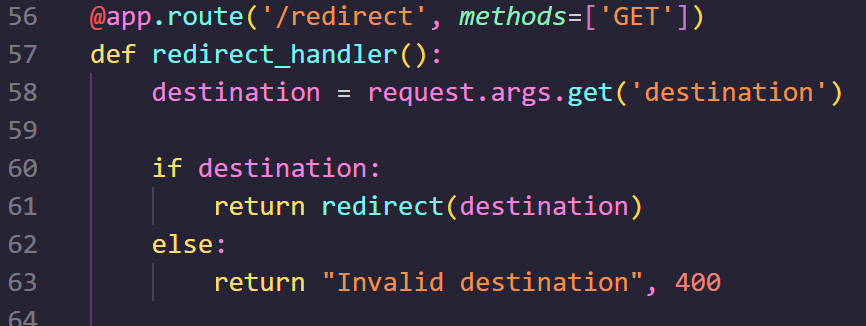 56 @app.route('/redirect', methods=['GET'])
57 def redirect_handler():
58     destination = request.args.get('destination')
59
60     if destination:
61         return redirect(destination)
62     else:
63         return "Invalid destination", 400
64